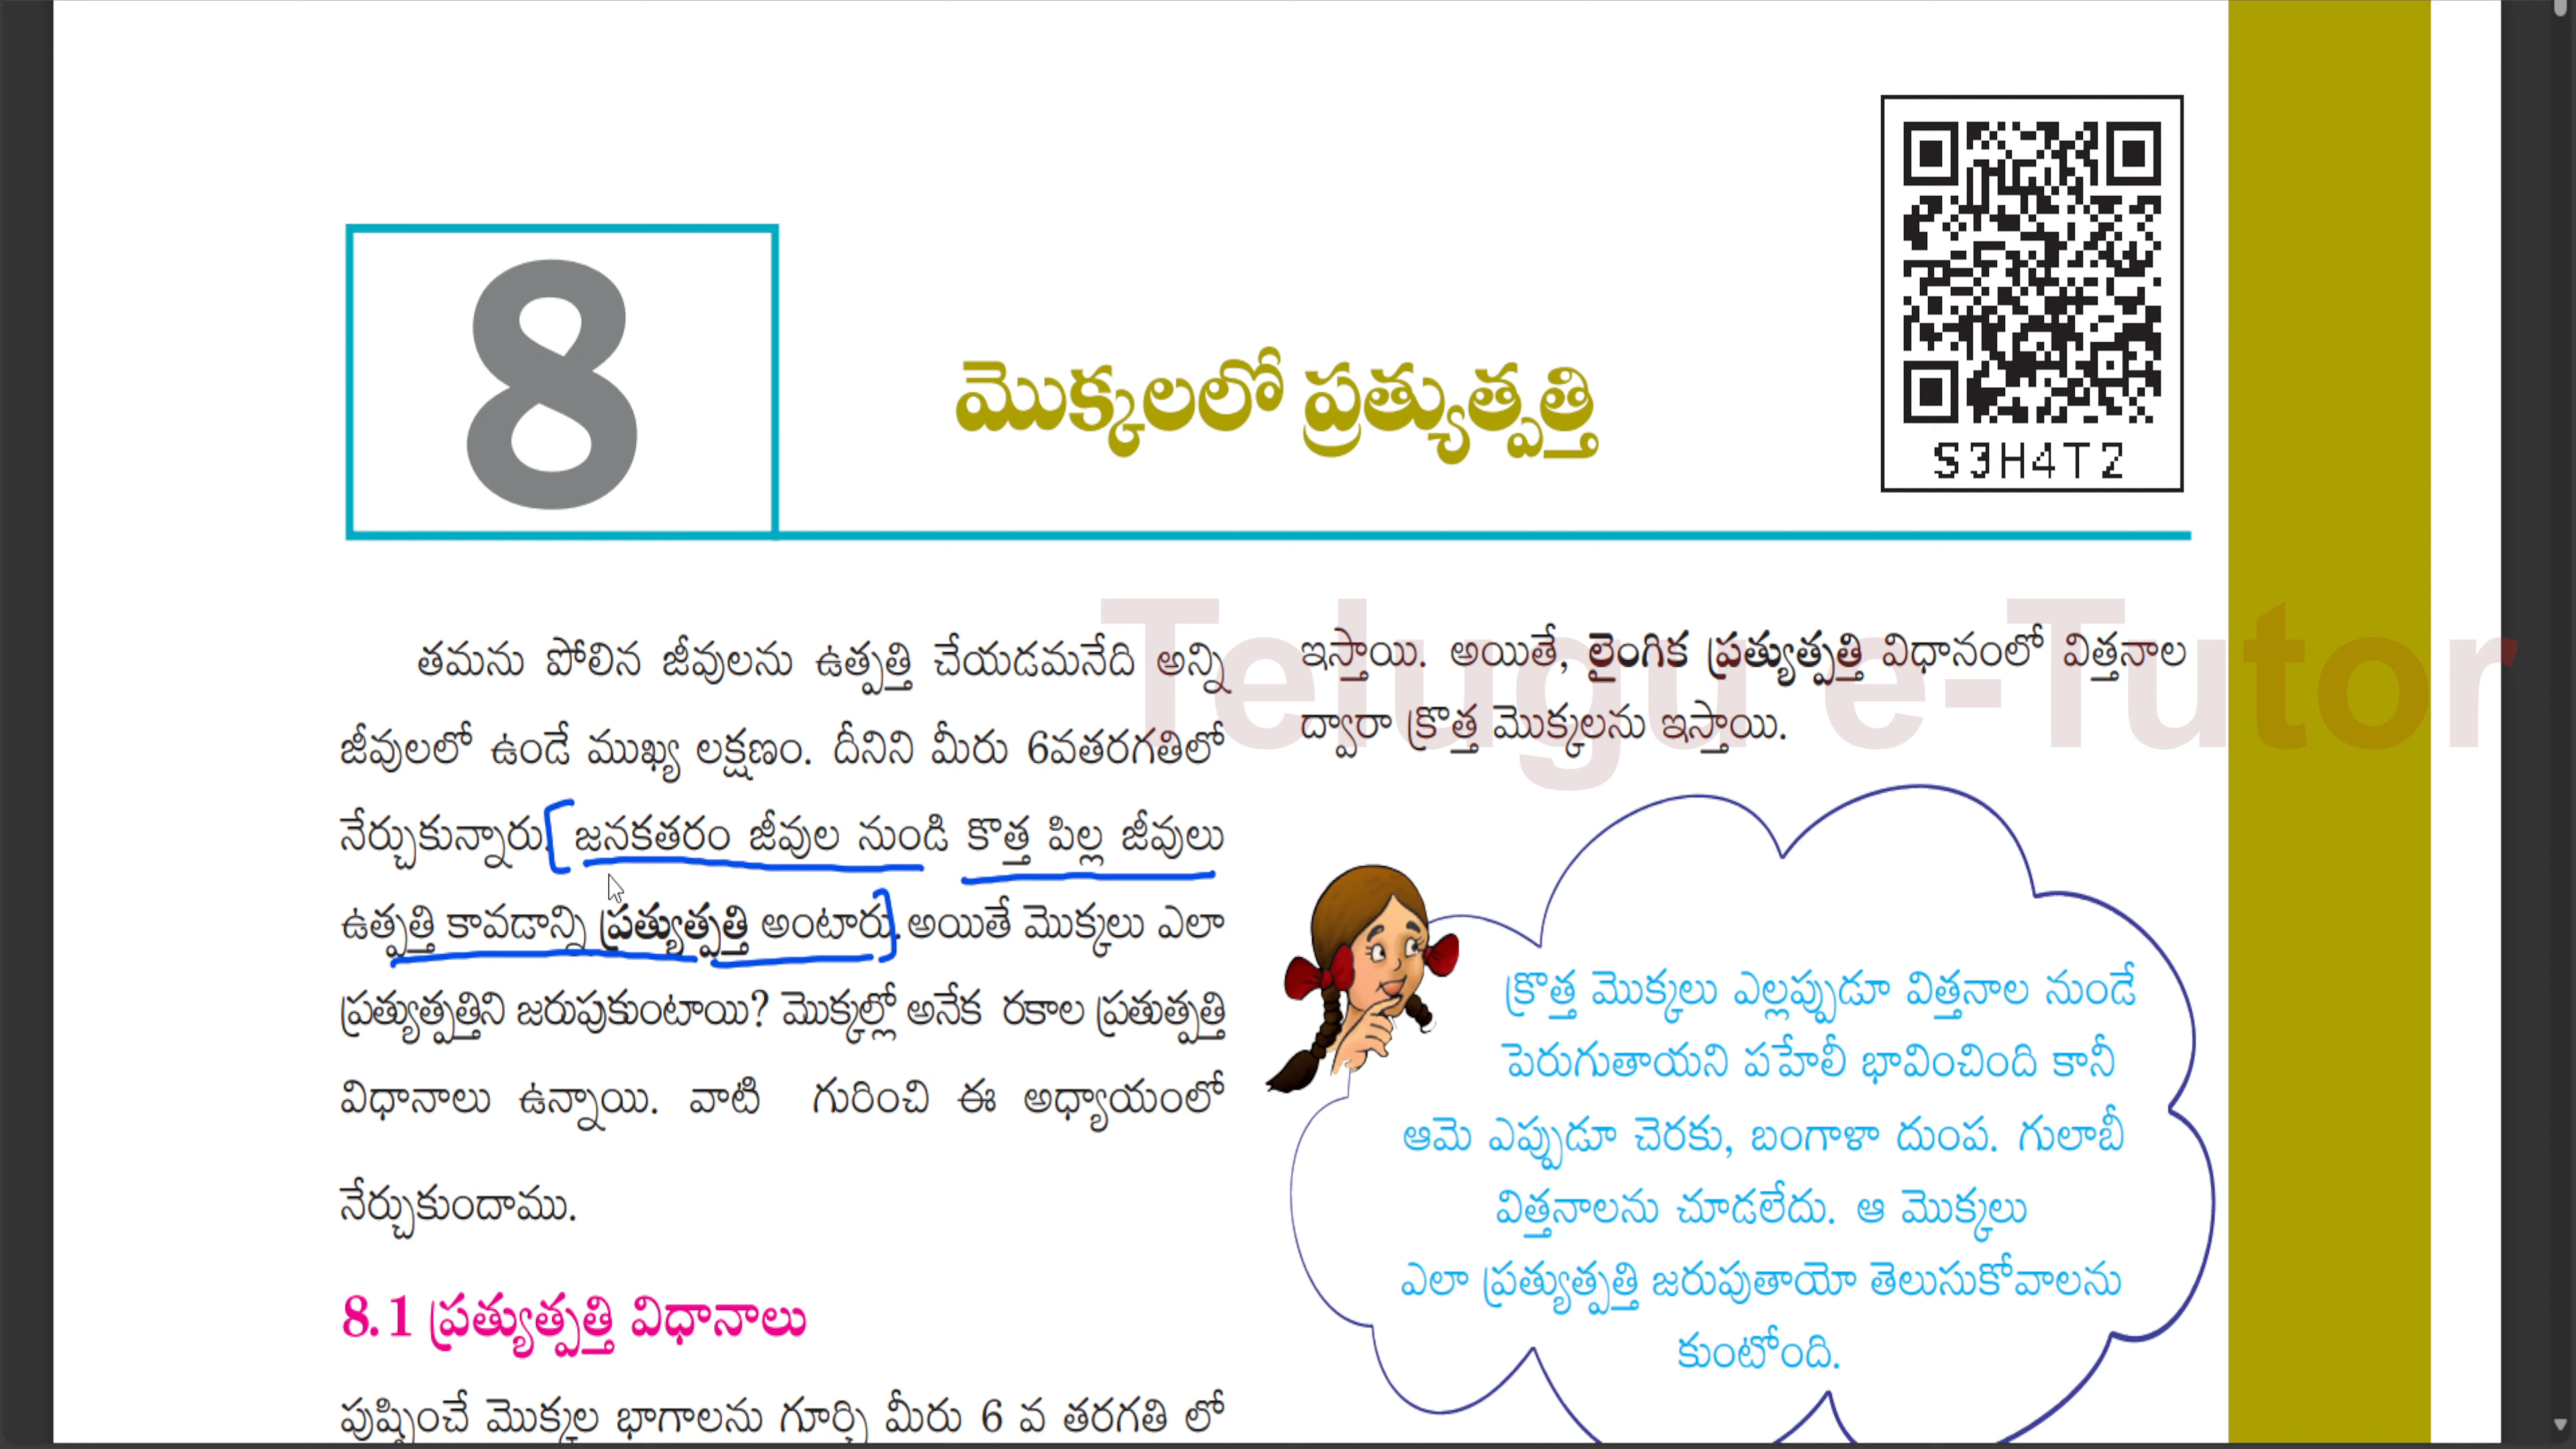 8
మొక్కలలో ప్రత్యుత్పత్తి
S3H4T2
తమను పోలిన జీవులను ఉత్పత్తి చేయడమనేది అన్ని
జీవులలో ఉండే ముఖ్య లక్షణం. దీనిని మీరు 6వతరగతిలో
నేర్చుకున్నారు. జనకతరం జీవుల నుండి కొత్త పిల్ల జీవులు
ఉత్పత్తి కావడాన్ని ప్రత్యుత్పత్తి అంటారు. అయితే మొక్కలు ఎలా
ప్రత్యుత్పత్తిని జరుపుకుంటాయి? మొక్కల్లో అనేక రకాల ప్రతుత్పత్తి
విధానాలు ఉన్నాయి. వాటి గురించి ఈ అధ్యాయంలో
నేర్చుకుందాము.
8.1 ప్రత్యుత్పత్తి విధానాలు
పుష్పించే మొక్కల భాగాలను గూర్చి మీరు 6 వ తరగతి లో
ఇస్తాయి. అయితే, లైంగిక ప్రత్యుత్పత్తి విధానంలో విత్తనాల
ద్వారా క్రొత్త మొక్కలను ఇస్తాయి.
Telugu e-Tutor
క్రొత్త మొక్కలు ఎల్లప్పుడూ విత్తనాల నుండే
పెరుగుతాయని పహేలీ భావించింది కానీ
ఆమె ఎప్పుడూ చెరకు, బంగాళా దుంప. గులాబీ
విత్తనాలను చూడలేదు. ఆ మొక్కలు
ఎలా ప్రత్యుత్పత్తి జరుపుతాయో తెలుసుకోవాలను
కుంటోంది.